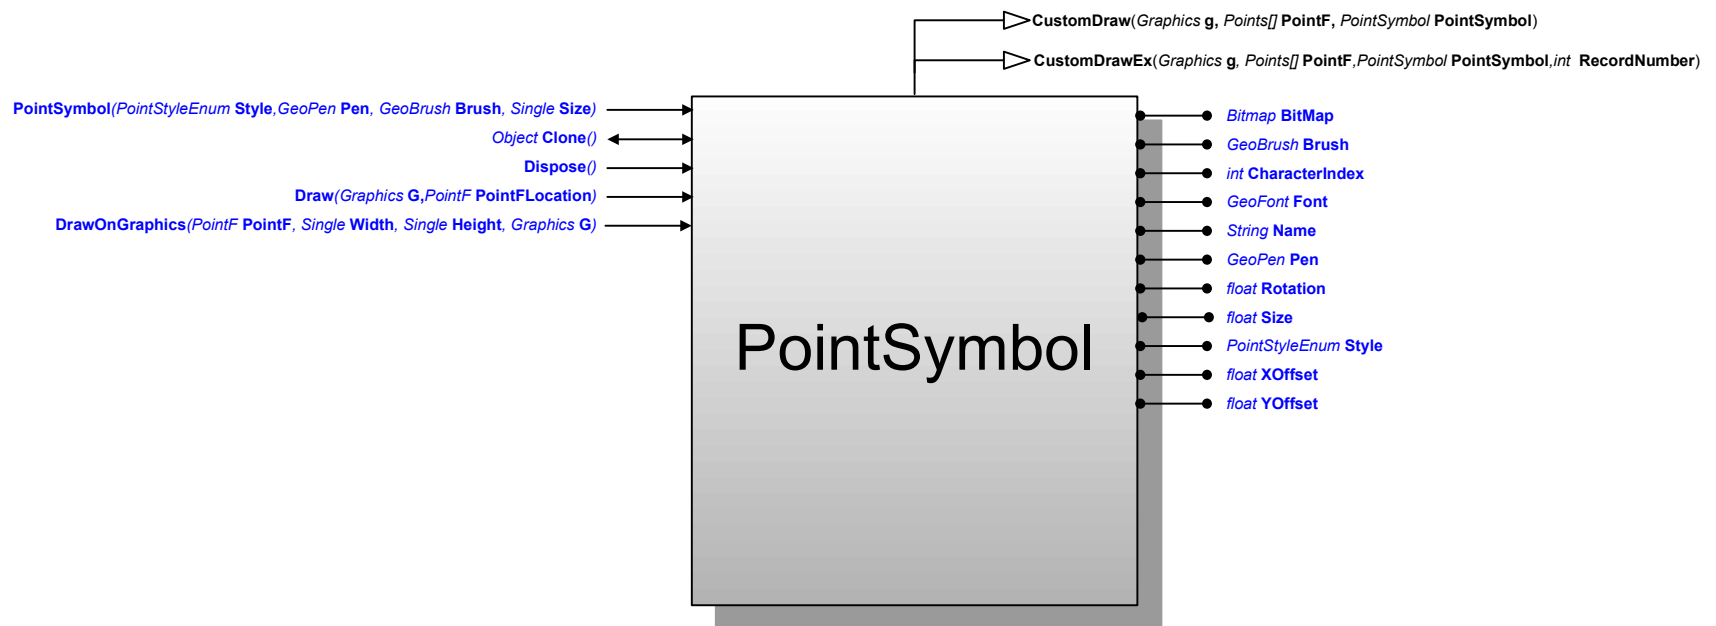 CustomDraw(Graphics g, Points[] PointF, PointSymbol PointSymbol)
CustomDrawEx(Graphics g, Points[] PointF,PointSymbol PointSymbol,int RecordNumber)
PointSymbol(PointStyleEnum Style,GeoPen Pen, GeoBrush Brush, Single Size)
Object Clone()
Dispose()
Draw(Graphics G,PointF PointFLocation)
DrawOnGraphics(PointF PointF, Single Width, Single Height, Graphics G)
PointSymbol
Bitmap BitMap
GeoBrush Brush
int CharacterIndex
GeoFont Font
String Name
GeoPen Pen
float Rotation
float Size
PointStyleEnum Style
float XOffset
float YOffset